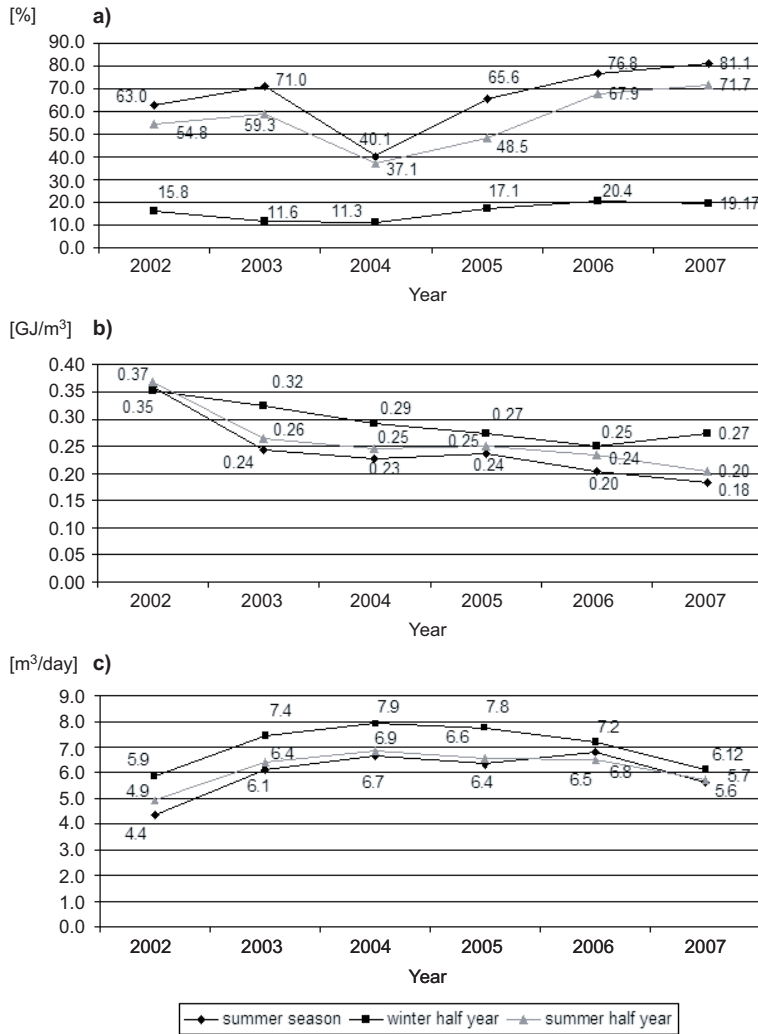 [%] a)
90.0
80.0
70.0
60.0
50.0
40.0
30.0
20.0
10.0
0.0
63.0 71.0 40.1 65.6 76.8 81.1
54.8 59.3 37.1 48.5 67.9 71.7
15.8 11.6 11.3 17.1 20.4 19.17
2002 2003 2004 2005 2006 2007
Year
[GJ/m³] b)
0.40
0.35
0.30
0.25
0.20
0.15
0.10
0.05
0.00
0.37 0.32 0.29 0.27 0.25 0.27
0.35 0.26 0.25 0.25 0.24 0.20
0.24 0.23 0.24 0.20 0.18
2002 2003 2004 2005 2006 2007
Year
[m³/day] c)
9.0
8.0
7.0
6.0
5.0
4.0
3.0
2.0
1.0
0.0
5.9 7.4 7.9 7.8 7.2 6.12
4.9 6.4 6.9 6.6 6.8 5.7
4.4 6.1 6.7 6.4 6.5 5.6
2002 2003 2004 2005 2006 2007
Year
summer season winter half year summer half year